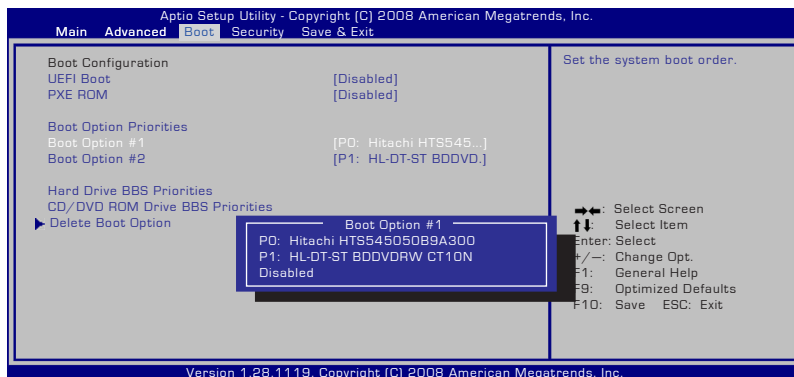 Aptio Setup Utility - Copyright (C) 2008 American Megatrends, Inc.
Main Advanced Boot Security Save & Exit
Boot Configuration
UEFI Boot [Disabled]
PXE ROM [Disabled]
Boot Option Priorities
Boot Option #1 [P0: Hitachi HTS545...]
Boot Option #2 [P1: HL-DT-ST BDDVD.]
Hard Drive BBS Priorities
CD/DVD ROM Drive BBS Priorities
Delete Boot Option
Boot Option #1
P0: Hitachi HTS545050B9A300
P1: HL-DT-ST BDDVDRW CT10N
Disabled
Set the system boot order.
→←: Select Screen
↑↓: Select Item
Enter: Select
+/—: Change Opt.
F1: General Help
F9: Optimized Defaults
F10: Save ESC: Exit
Version 1.28.1119. Copyright (C) 2008 American Megatrends, Inc.